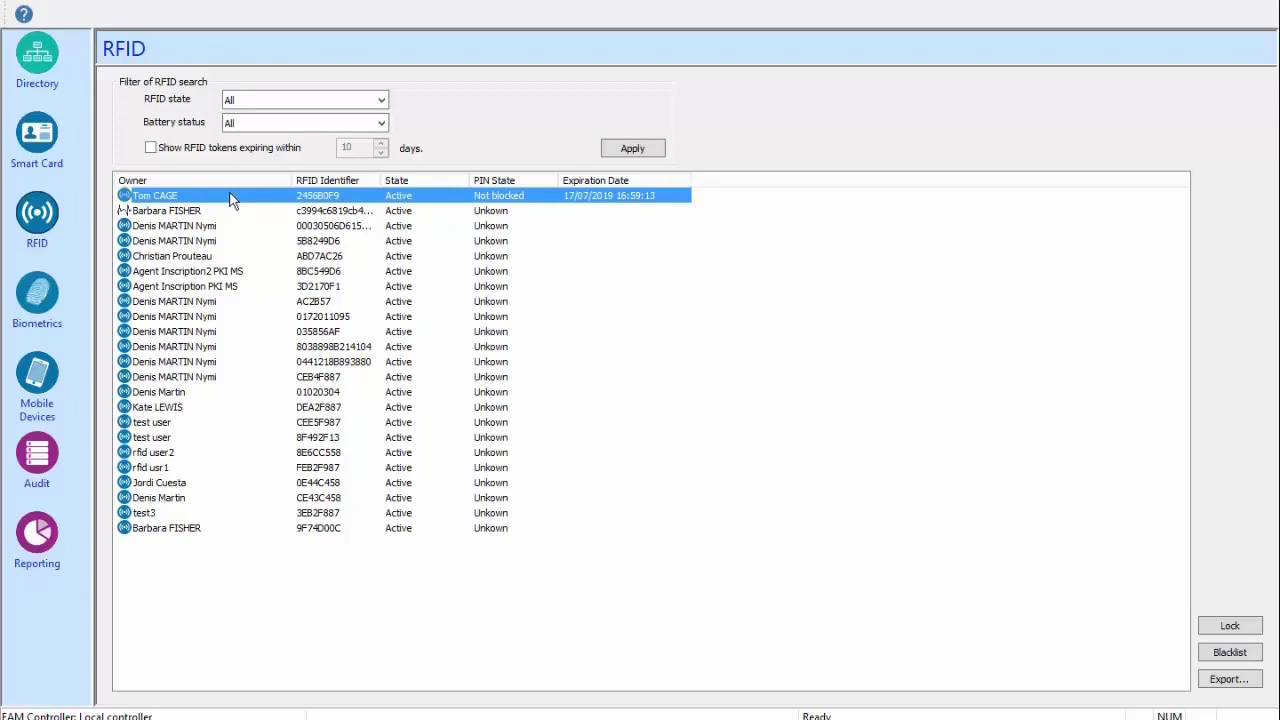 RFID
Directory
Smart Card
RFID
Biometrics
Mobile
Devices
Audit
Reporting
Filter of RFID search
RFID state All
Battery status All
Show RFID tokens expiring within 10 days. Apply
Owner RFID Identifier State PIN State Expiration Date
Tom CAGE 2456B0F9 Active Not blocked 17/07/2019 16:59:13
Barbara FISHER c3994c6819cb4... Active Unkown
Denis MARTIN Nymi 00030506D615... Active Unkown
Denis MARTIN Nymi 5B8249D6 Active Unkown
Christian Prouteau ABD7AC26 Active Unkown
Agent Inscription2 PKI MS 8BC549D6 Active Unkown
Agent Inscription PKI MS 3D2170F1 Active Unkown
Denis MARTIN Nymi AC2B57 Active Unkown
Denis MARTIN Nymi 0172011095 Active Unkown
Denis MARTIN Nymi 035856AF Active Unkown
Denis MARTIN Nymi 8038898B214104 Active Unkown
Denis MARTIN Nymi 0441218B893880 Active Unkown
Denis MARTIN Nymi CEB4F887 Active Unkown
Denis Martin 01020304 Active Unkown
Kate LEWIS DEA2F887 Active Unkown
test user CEE5F987 Active Unkown
test user 8F492F13 Active Unkown
rfid user2 8E6CC558 Active Unkown
rfid usr1 FEB2F987 Active Unkown
Jordi Cuesta 0E44C458 Active Unkown
Denis Martin CE43C458 Active Unkown
test3 3EB2F887 Active Unkown
Barbara FISHER 9F74D00C Active Unkown
Lock
Blacklist
Export...
EAM Controller: Local controller Ready NUM